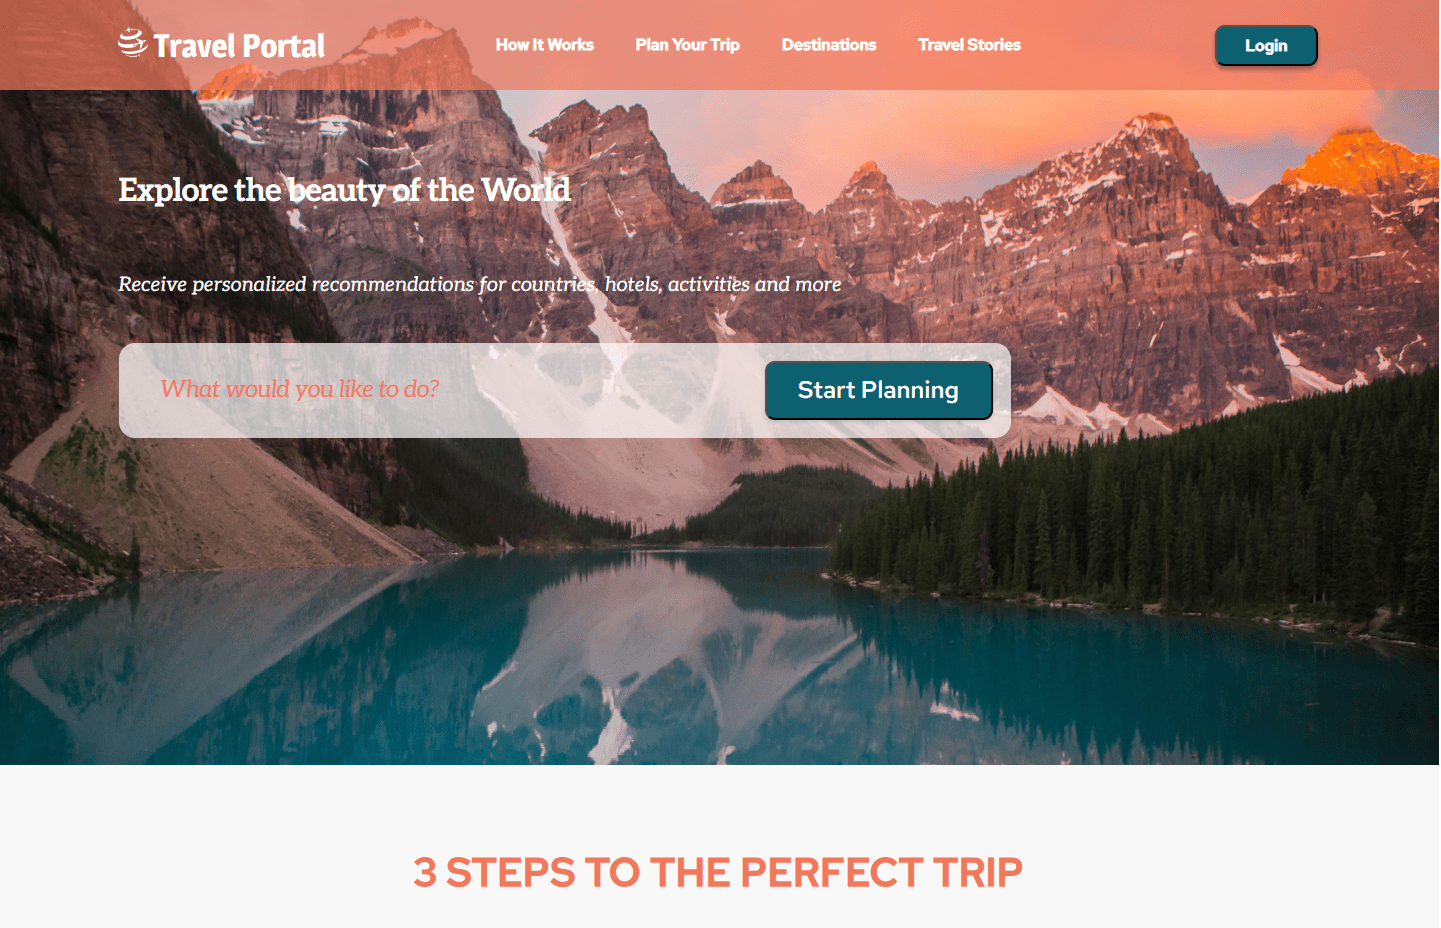 Travel Portal
How It Works
Plan Your Trip
Destinations
Travel Stories
Login
Explore the beauty of the World
Receive personalized recommendations for countries, hotels, activities and more
What would you like to do?
Start Planning
3 STEPS TO THE PERFECT TRIP